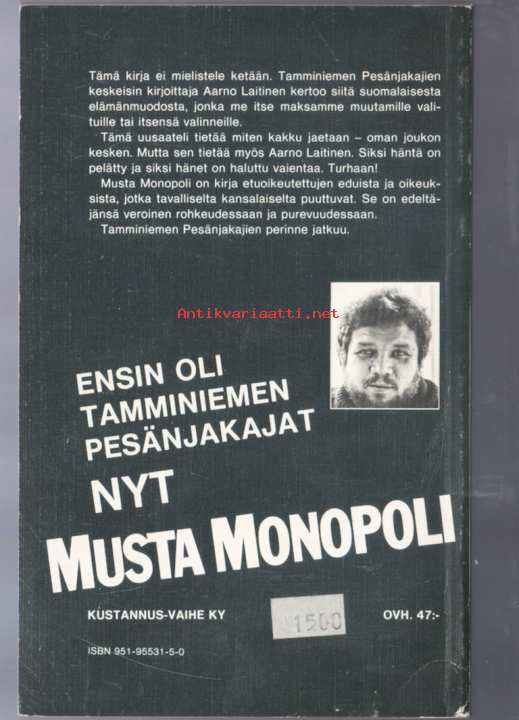 Tämä kirja ei mielistele ketään. Tamminiemen Pesänjakajien
keskeisin kirjoittaja Aarno Laitinen kertoo siitä suomalaisesta
elämänmuodosta, jonka me itse maksamme muutamille vali-
tuille tai itsensä valinneille.
Tämä uusaateli tietää miten kakku jaetaan – oman joukon
kesken. Mutta sen tietää myös Aarno Laitinen. Siksi häntä on
pelätty ja siksi hänet on haluttu vaientaa. Turhaan!
Musta Monopoli on kirja etuoikeutettujen eduista ja oikeuk-
sista, jotka tavalliselta kansalaiselta puuttuvat. Se on edeltä-
jänsä veroinen rohkeudessaan ja purevuudessaan.
Tamminiemen Pesänjakajien perinne jatkuu.
Antikvariaatti.net
ENSIN OLI
TAMMINIEMEN
PESÄNJAKAJAT
NYT
MUSTA MONOPOLI
KUSTANNUS-VAIHE KY
1500
OVH. 47:-
ISBN 951-95531-5-0